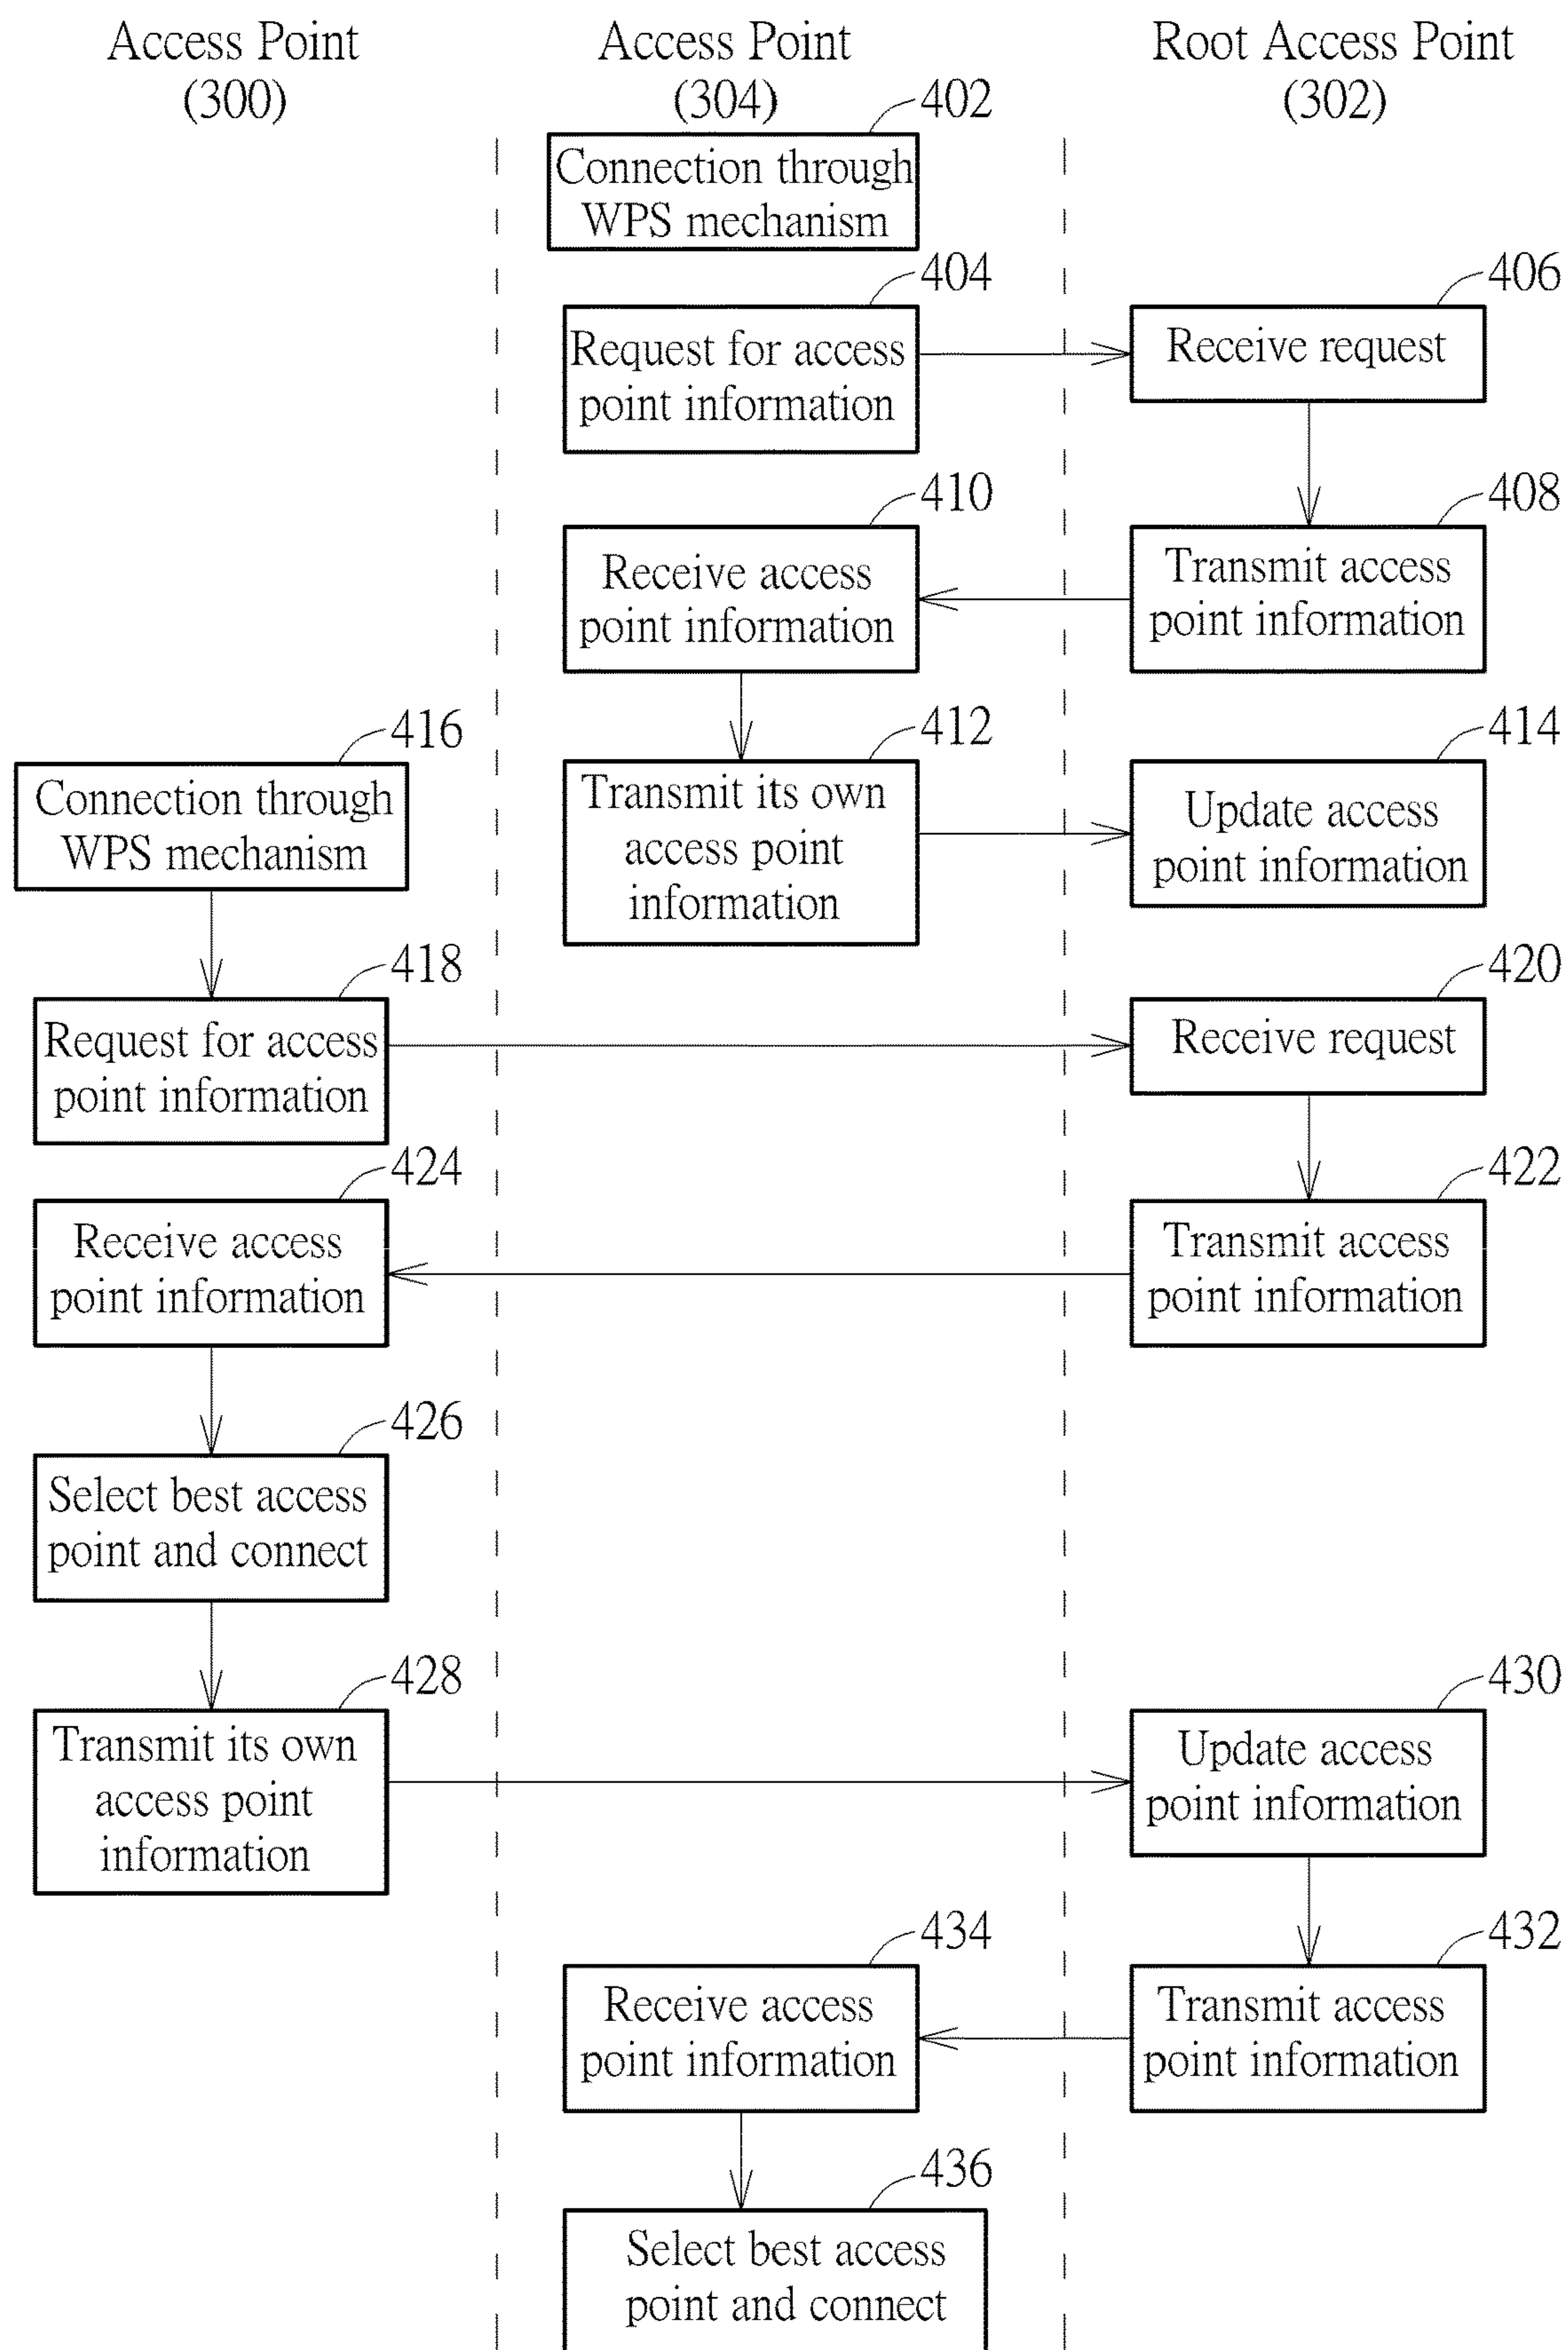 Access Point
(300)
Access Point
(304)
Root Access Point
(302)
402
Connection through
WPS mechanism
404
Request for access
point information
406
Receive request
408
Transmit access
point information
410
Receive access
point information
412
Transmit its own
access point
information
414
Update access
point information
416
Connection through
WPS mechanism
418
Request for access
point information
420
Receive request
422
Transmit access
point information
424
Receive access
point information
426
Select best access
point and connect
428
Transmit its own
access point
information
430
Update access
point information
432
Transmit access
point information
434
Receive access
point information
436
Select best access
point and connect